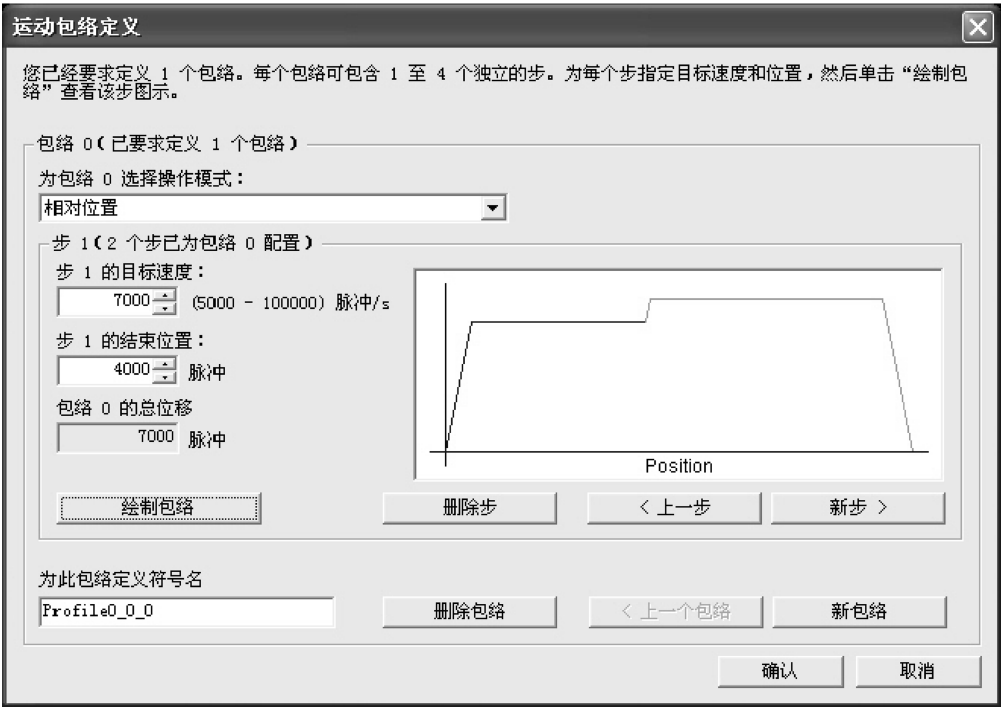 运动包络定义
您已经要求定义 1 个包络。每个包络可包含 1 至 4 个独立的步。为每个步指定目标速度和位置，然后单击“绘制包
络”查看该步图示。
包络 0(已要求定义 1 个包络)
为包络 0 选择操作模式：
相对位置
步 1(2 个步已为包络 0 配置)
步 1 的目标速度：
7000 (5000 - 100000) 脉冲/s
步 1 的结束位置：
4000 脉冲
包络 0 的总位移
7000 脉冲
Position
绘制包络 删除步 < 上一步 新步 >
为此包络定义符号名
Profile0_0_0 删除包络 < 上一个包络 新包络
确认 取消